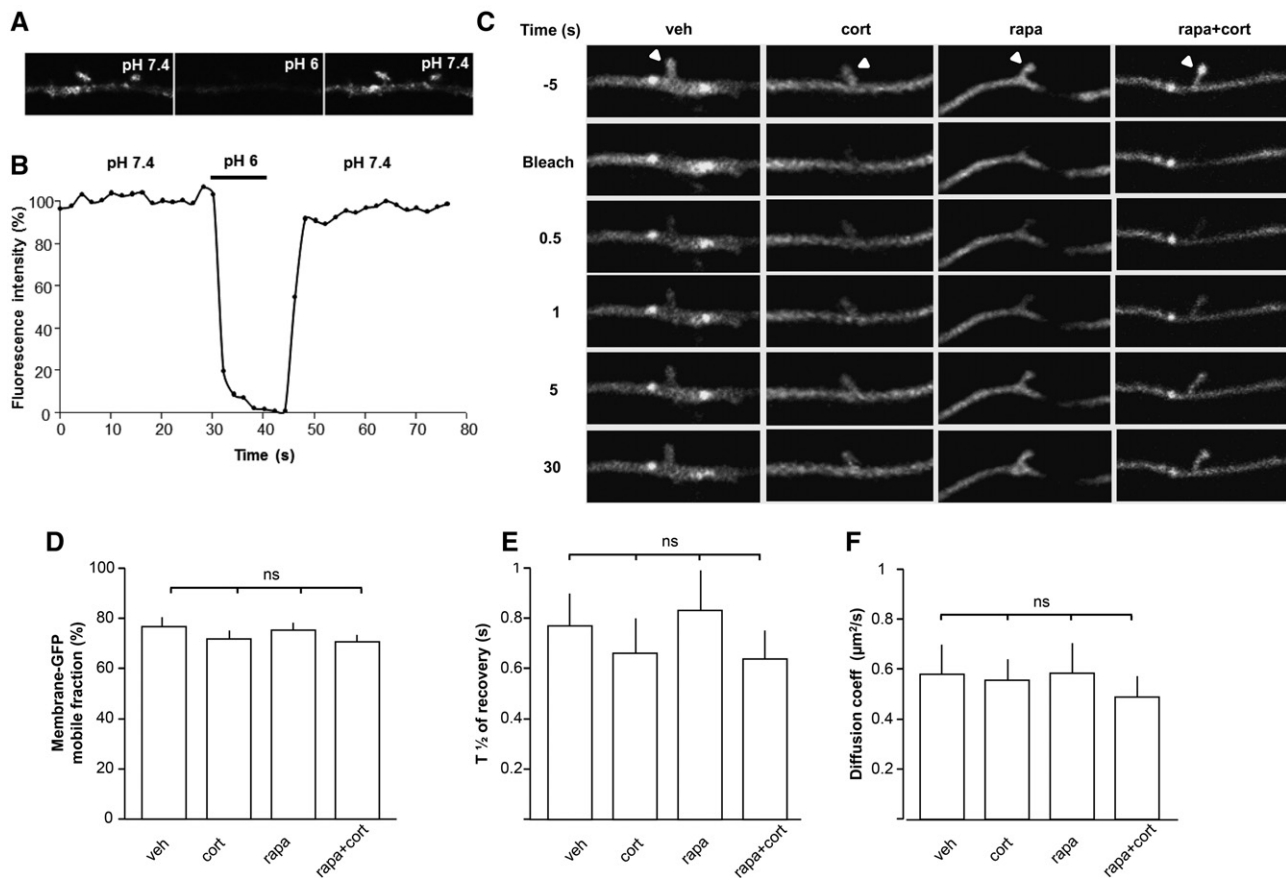 A
pH 7.4 pH 6 pH 7.4
B
pH 7.4 pH 6 pH 7.4
Fluorescence intensity (%)
100
80
60
40
20
0
0 10 20 30 40 50 60 70 80
Time (s)
C
Time (s) veh cort rapa rapa+cort
-5
Bleach
0.5
1
5
30
D
ns
Membrane-GFP
mobile fraction (%)
100
80
60
40
20
0
veh cort rapa rapa+cort
E
ns
T ½ of recovery (s)
1
0.8
0.6
0.4
0.2
veh cort rapa rapa+cort
F
ns
Diffusion coeff (µm²/s)
1
0.8
0.6
0.4
0.2
veh cort rapa rapa+cort